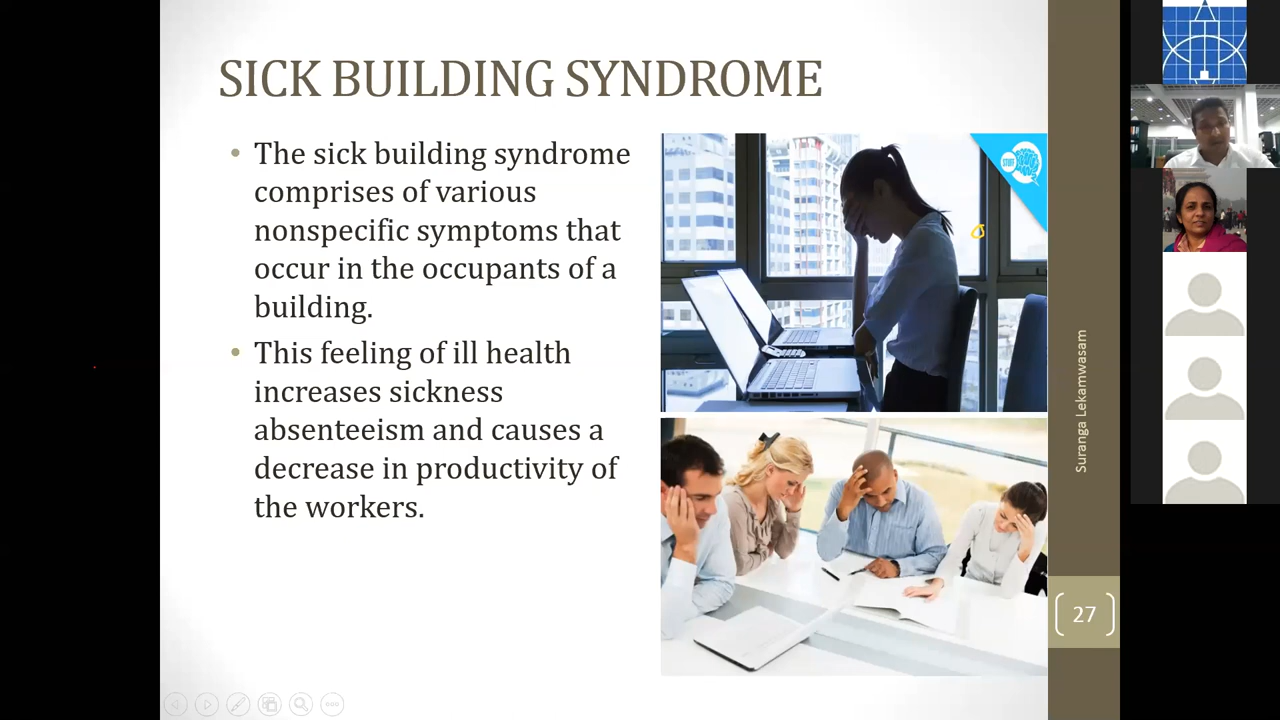 SICK BUILDING SYNDROME
• The sick building syndrome
comprises of various
nonspecific symptoms that
occur in the occupants of a
building.
• This feeling of ill health
increases sickness
absenteeism and causes a
decrease in productivity of
the workers.
STUFF
Suranga Lekamwasam
27